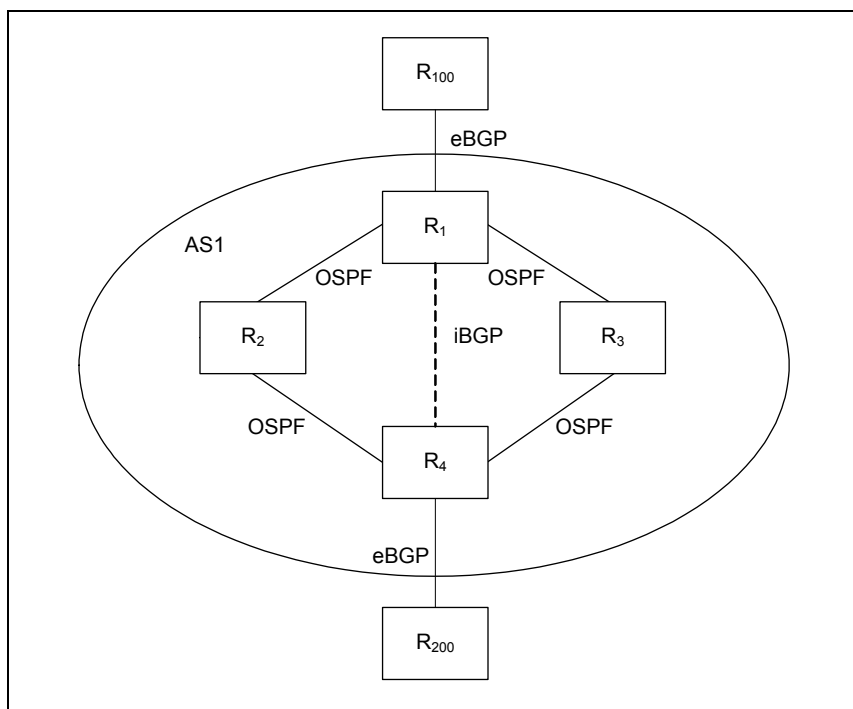 R100
eBGP
R1
AS1
OSPF
OSPF
R2
iBGP
R3
OSPF
OSPF
R4
eBGP
R200